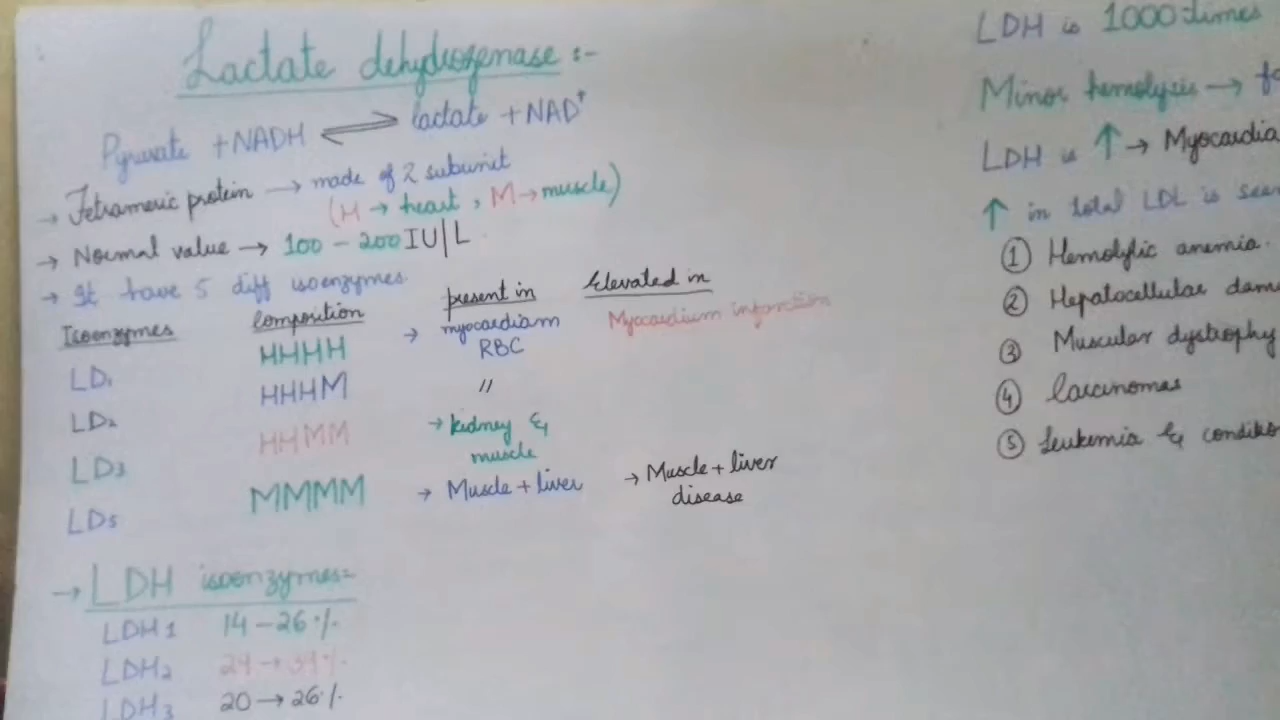 Lactate dehydrogenase :-
Pyruvate + NADH ⇌ lactate + NAD⁺
→ Tetrameric protein → made of 2 subunit
(H → heart, M → muscle)
→ Normal value → 100 - 200 IU/L
→ It have 5 diff isoenzymes
Isoenzymes Composition present in Elevated in
LD₁ HHHH → myocardiam RBC Myocardium infarction
LD₂ HHHM "
LD₃ HHMM → kidney & muscle
LD₅ MMMM → Muscle + liver → Muscle + liver disease
→ LDH isoenzymes:-
LDH1 14 - 26 %
LDH₂ 29 → 39 %
LDH₃ 20 → 26 %
LDH is 1000 times
Minor hemolysis →
LDH is ↑ → Myocardia
↑ in total LDL is seen
① Hemolytic anemia.
② Hepatocellular dam
③ Muscular dystrophy
④ Carcinomas
⑤ Leukemia &